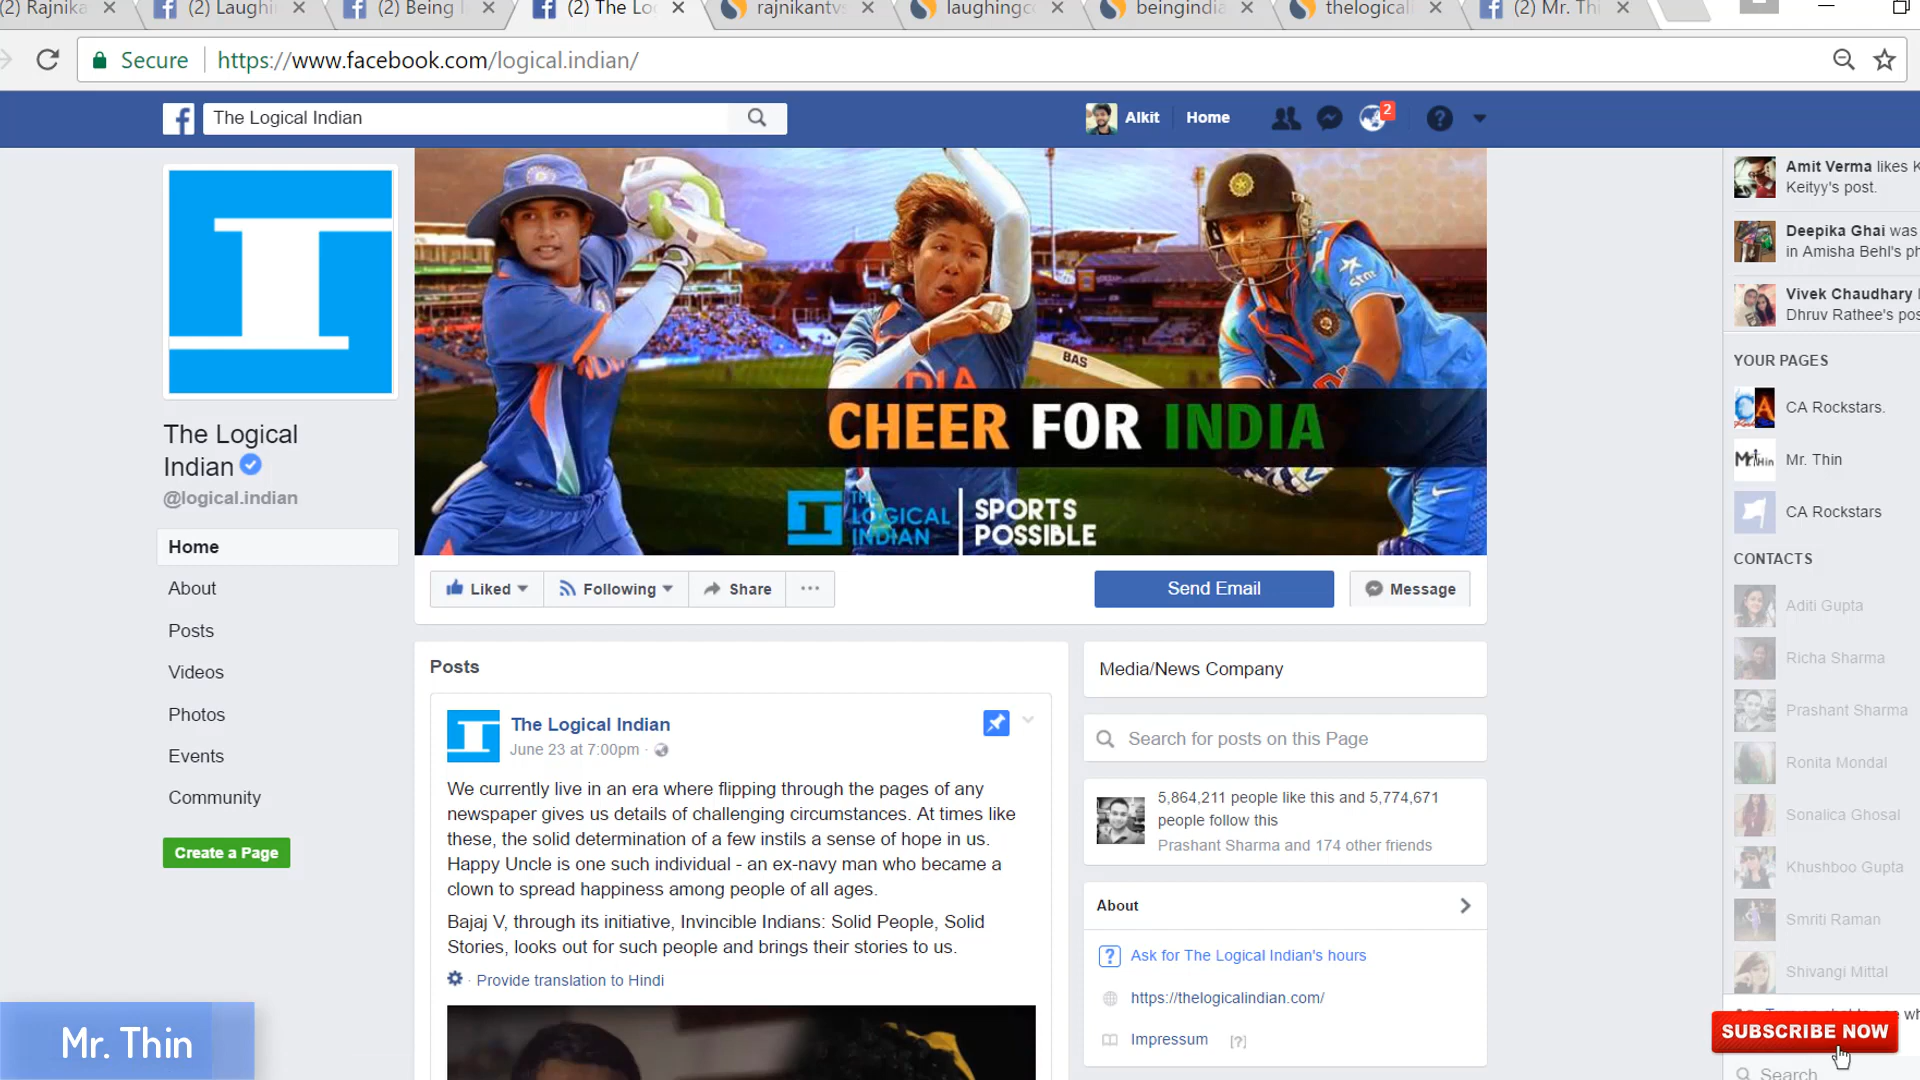 (2) Rajnika
(2) Laughi
(2) Being I
(2) The Lo
rajnikantvs
laughingco
beingindia
thelogical
(2) Mr. Thi
Secure
https://www.facebook.com/logical.indian/
The Logical Indian
Alkit
Home
2
The Logical
Indian
@logical.indian
Home
About
Posts
Videos
Photos
Events
Community
Create a Page
INDIA
BAS
Star
CHEER FOR INDIA
THE
LOGICAL
INDIAN
SPORTS
POSSIBLE
Liked
Following
Share
Send Email
Message
Posts
The Logical Indian
June 23 at 7:00pm ·
We currently live in an era where flipping through the pages of any
newspaper gives us details of challenging circumstances. At times like
these, the solid determination of a few instils a sense of hope in us.
Happy Uncle is one such individual - an ex-navy man who became a
clown to spread happiness among people of all ages.
Bajaj V, through its initiative, Invincible Indians: Solid People, Solid
Stories, looks out for such people and brings their stories to us.
· Provide translation to Hindi
Media/News Company
Search for posts on this Page
5,864,211 people like this and 5,774,671
people follow this
Prashant Sharma and 174 other friends
About
Ask for The Logical Indian's hours
https://thelogicalindian.com/
Impressum [?]
Amit Verma likes K
Keityy's post.
Deepika Ghai was
in Amisha Behl's ph
Vivek Chaudhary l
Dhruv Rathee's pos
YOUR PAGES
CA Rockstars.
Mr. Thin
CA Rockstars
CONTACTS
Aditi Gupta
Richa Sharma
Prashant Sharma
Ronita Mondal
Sonalica Ghosal
Khushboo Gupta
Smriti Raman
Shivangi Mittal
SUBSCRIBE NOW
Search
Mr. Thin